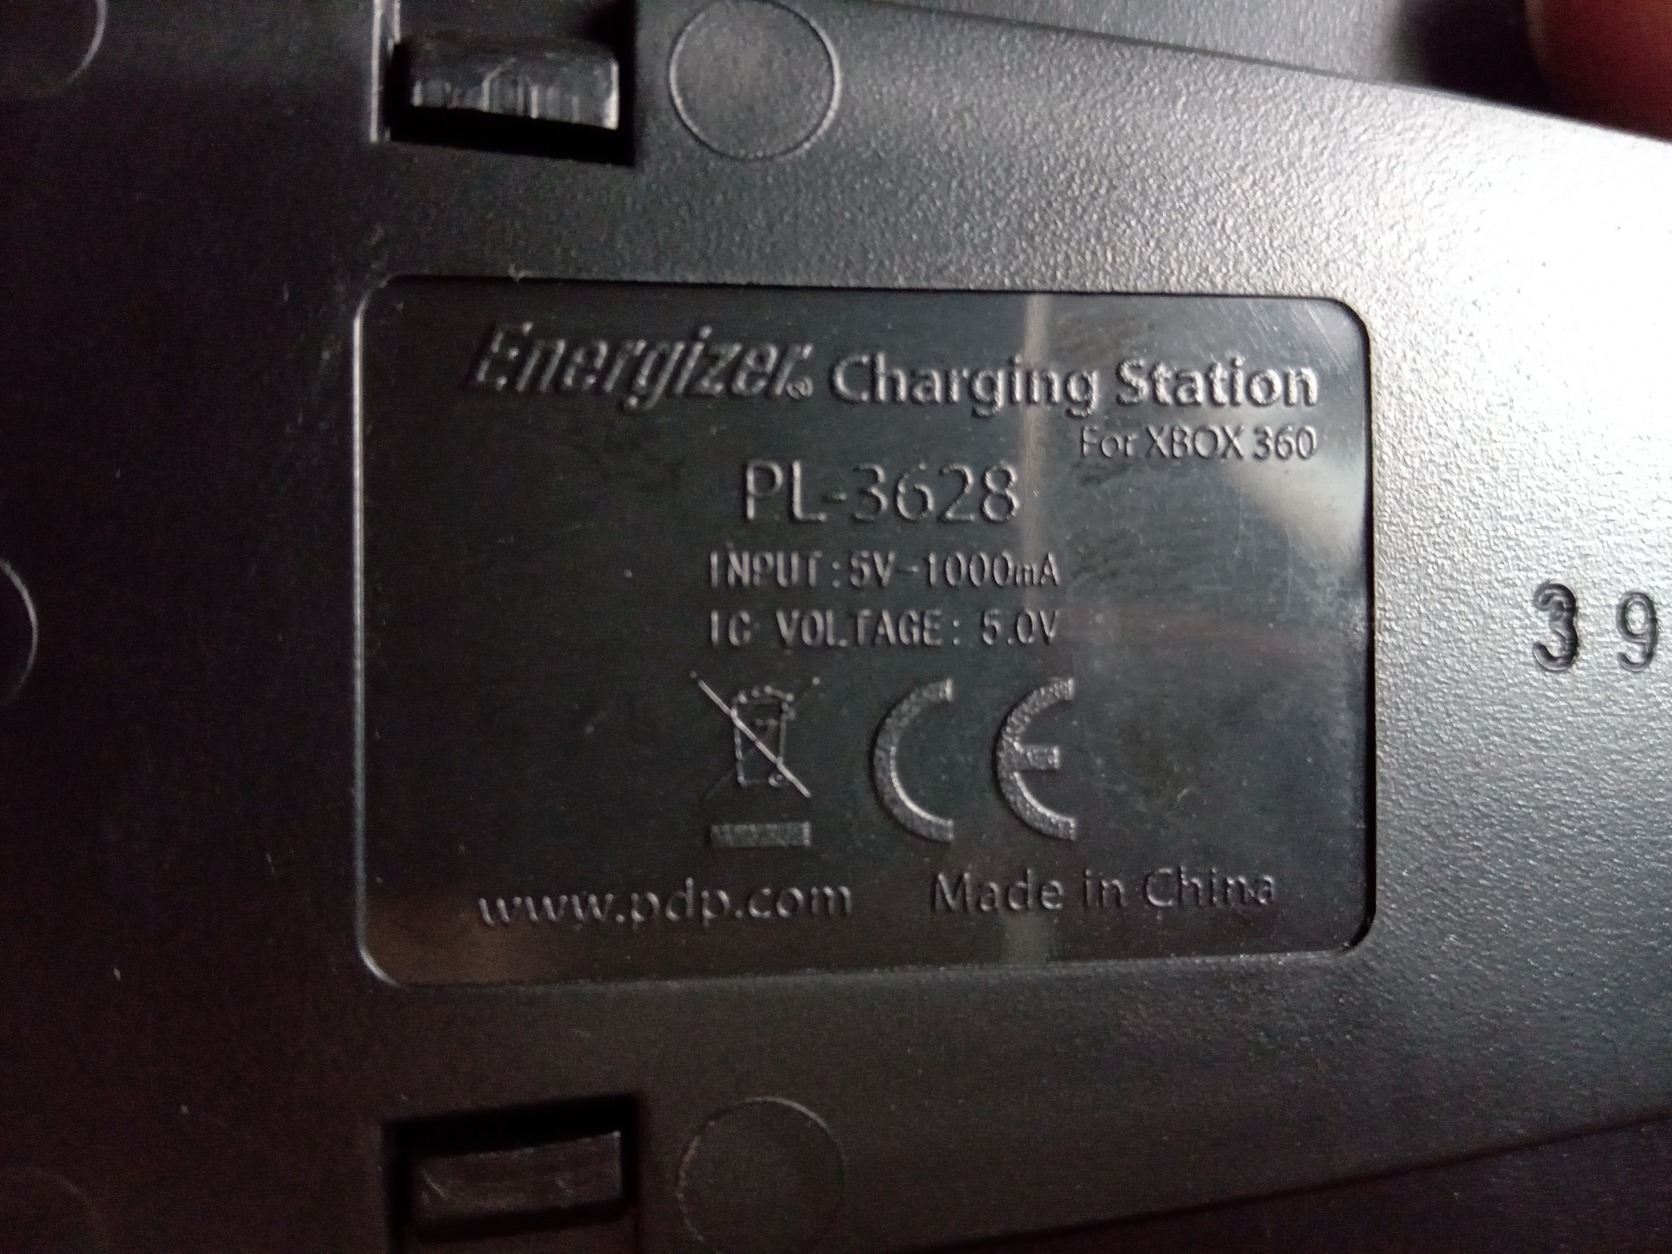 Energizer® Charging Station
For XBOX 360
PL-3628
INPUT:5V-1000mA
IC VOLTAGE: 5.0V
CE
www.pdp.com Made in China
39